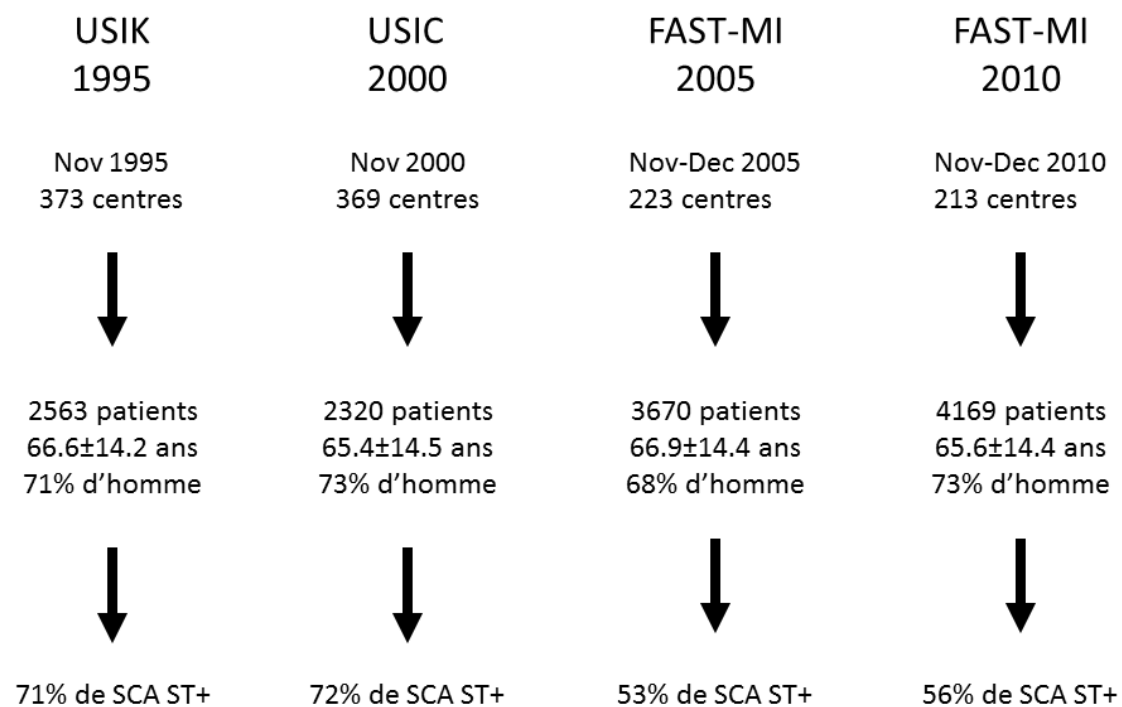 USIK
1995
Nov 1995
373 centres
2563 patients
66.6±14.2 ans
71% d’homme
71% de SCA ST+
USIC
2000
Nov 2000
369 centres
2320 patients
65.4±14.5 ans
73% d’homme
72% de SCA ST+
FAST-MI
2005
Nov-Dec 2005
223 centres
3670 patients
66.9±14.4 ans
68% d’homme
53% de SCA ST+
FAST-MI
2010
Nov-Dec 2010
213 centres
4169 patients
65.6±14.4 ans
73% d’homme
56% de SCA ST+